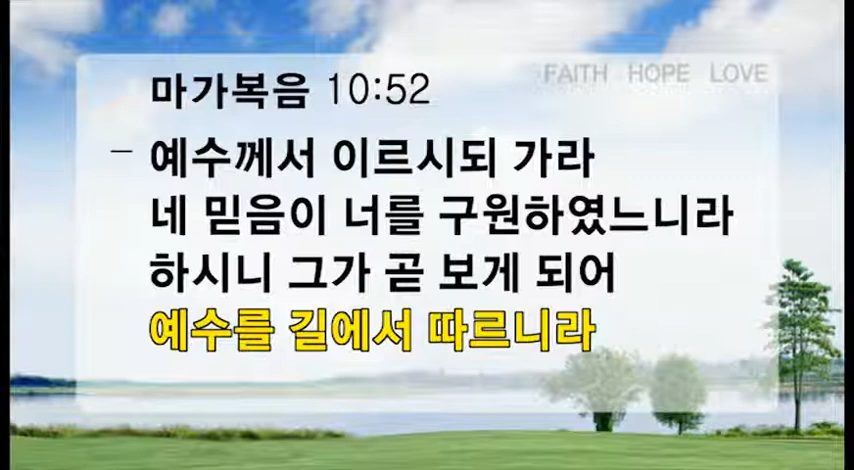 FAITH HOPE LOVE
마가복음 10:52
- 예수께서 이르시되 가라
네 믿음이 너를 구원하였느니라
하시니 그가 곧 보게 되어
예수를 길에서 따르니라